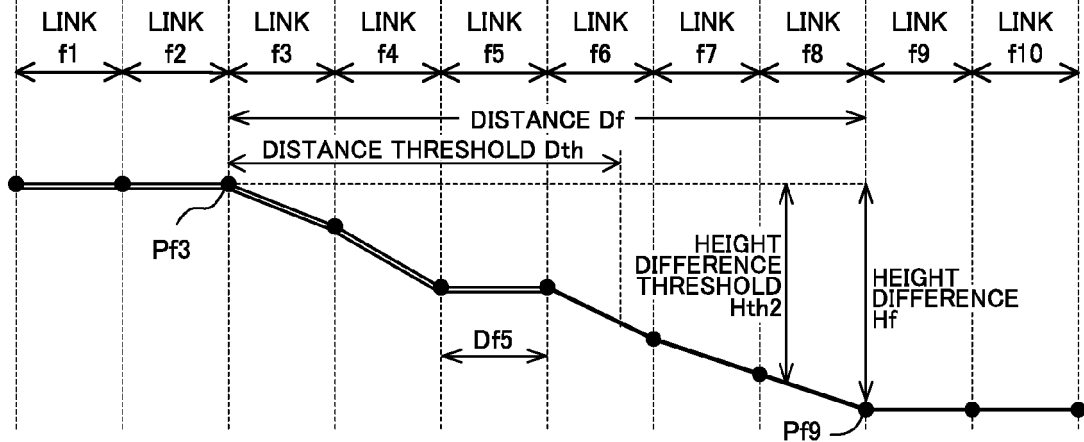 LINK LINK LINK LINK LINK LINK LINK LINK LINK LINK
f1 f2 f3 f4 f5 f6 f7 f8 f9 f10
DISTANCE Df
DISTANCE THRESHOLD Dth
Pf3
HEIGHT
DIFFERENCE
THRESHOLD
Hth2
HEIGHT
DIFFERENCE
Hf
Df5
Pf9